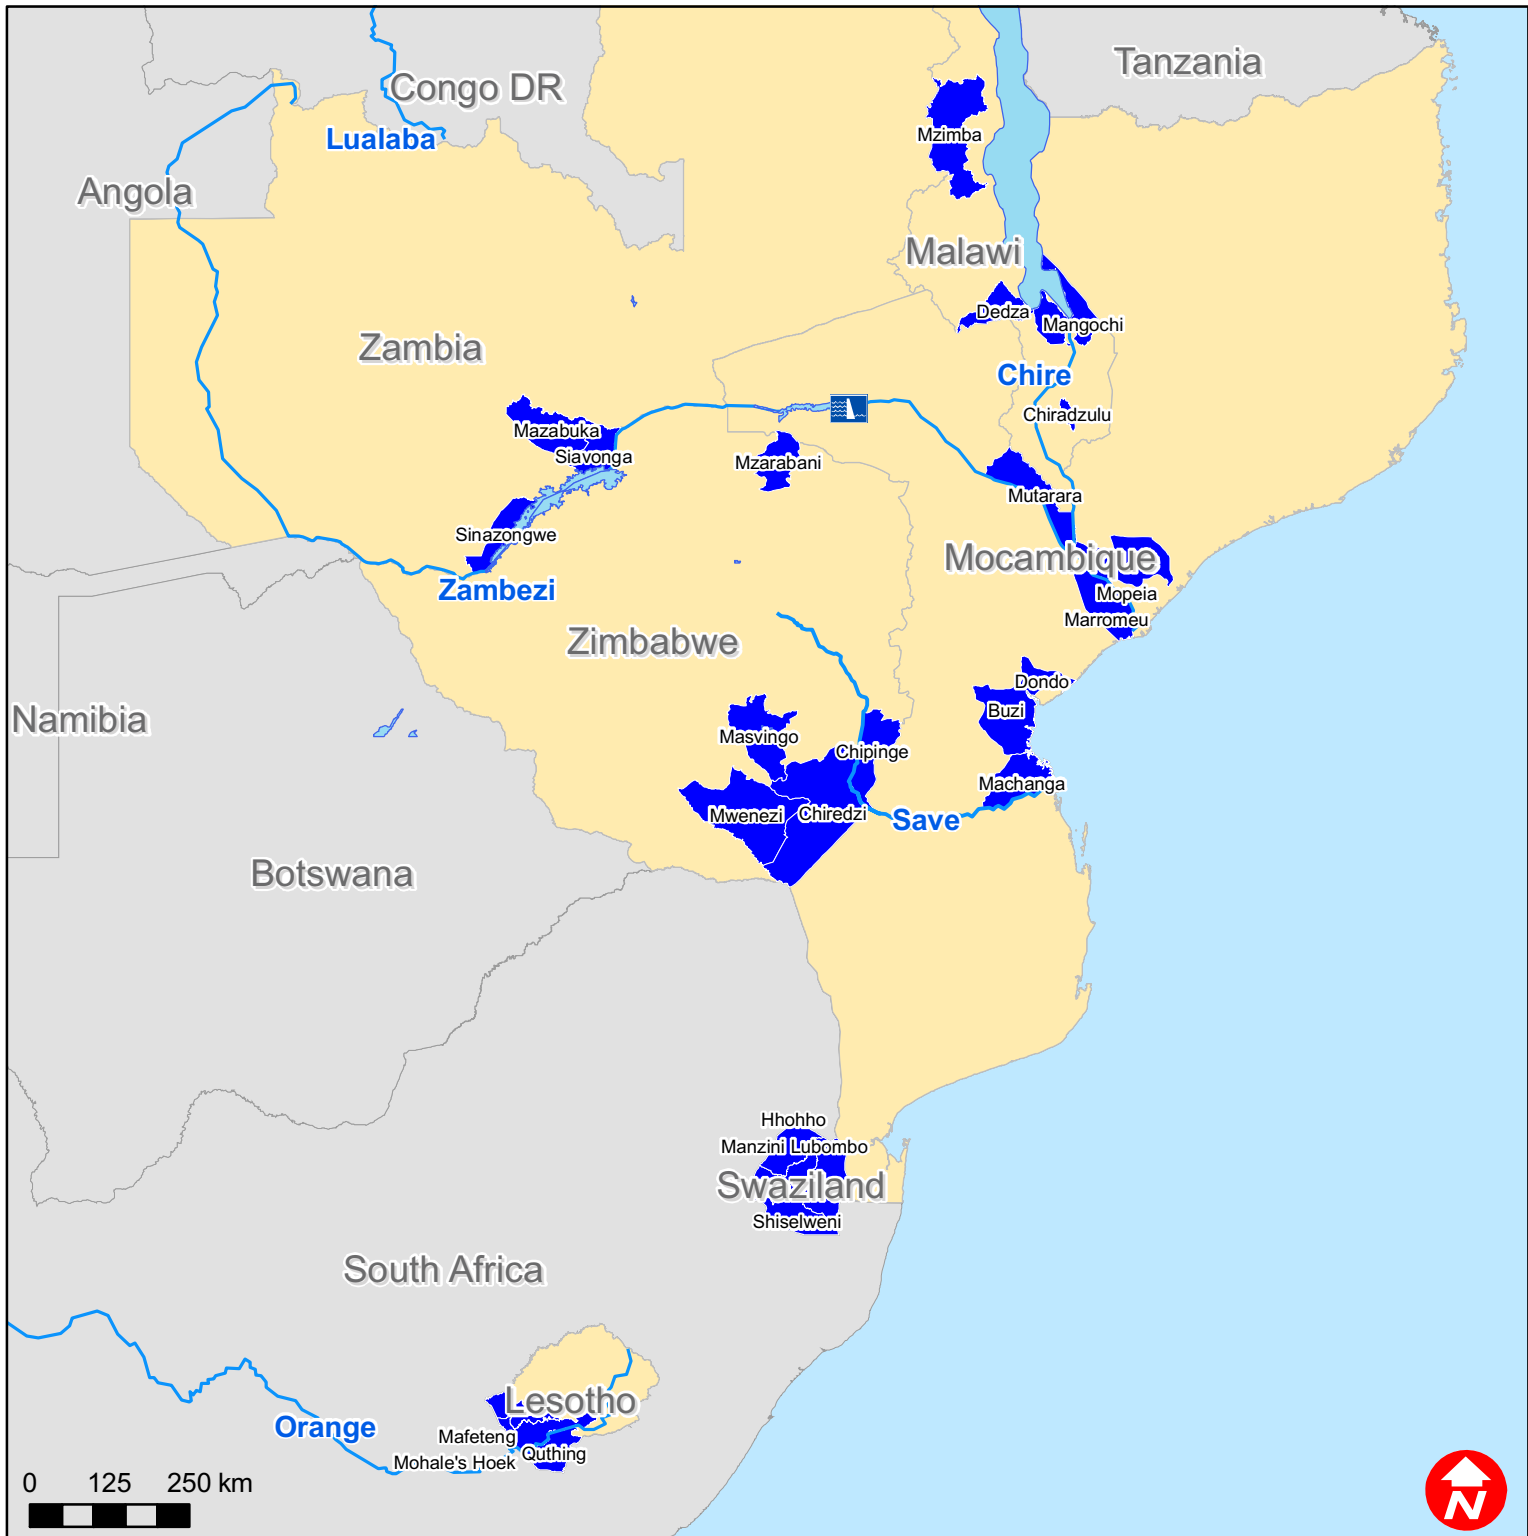 Tanzania
Congo DR
Lualaba
Mzimba
Angola
Malawi
Dedza
Mangochi
Zambia
Chire
Chiradzulu
Mazabuka
Siavonga
Mzarabani
Mutarara
Sinazongwe
Mocambique
Zambezi
Mopeia
Marromeu
Zimbabwe
Dondo
Namibia
Buzi
Masvingo
Chipinge
Machanga
Mwenezi
Chiredzi
Save
Botswana
Hhohho
Manzini
Lubombo
Swaziland
Shiselweni
South Africa
Lesotho
Orange
Mafeteng
Quthing
Mohale's Hoek
0 125 250 km
N